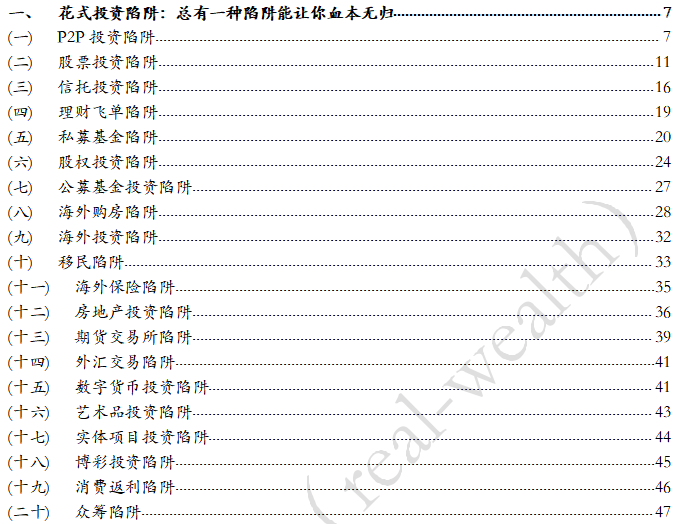 一、 花式投资陷阱：总有一种陷阱能让你血本无归 7
(一) P2P 投资陷阱 7
(二) 股票投资陷阱 11
(三) 信托投资陷阱 16
(四) 理财飞单陷阱 19
(五) 私募基金陷阱 20
(六) 股权投资陷阱 24
(七) 公募基金投资陷阱 27
(八) 海外购房陷阱 28
(九) 海外投资陷阱 32
(十) 移民陷阱 33
(十一) 海外保险陷阱 35
(十二) 房地产投资陷阱 36
(十三) 期货交易所陷阱 39
(十四) 外汇交易陷阱 41
(十五) 数字货币投资陷阱 41
(十六) 艺术品投资陷阱 43
(十七) 实体项目投资陷阱 44
(十八) 博彩投资陷阱 45
(十九) 消费返利陷阱 46
(二十) 众筹陷阱 47
(real-wealth)